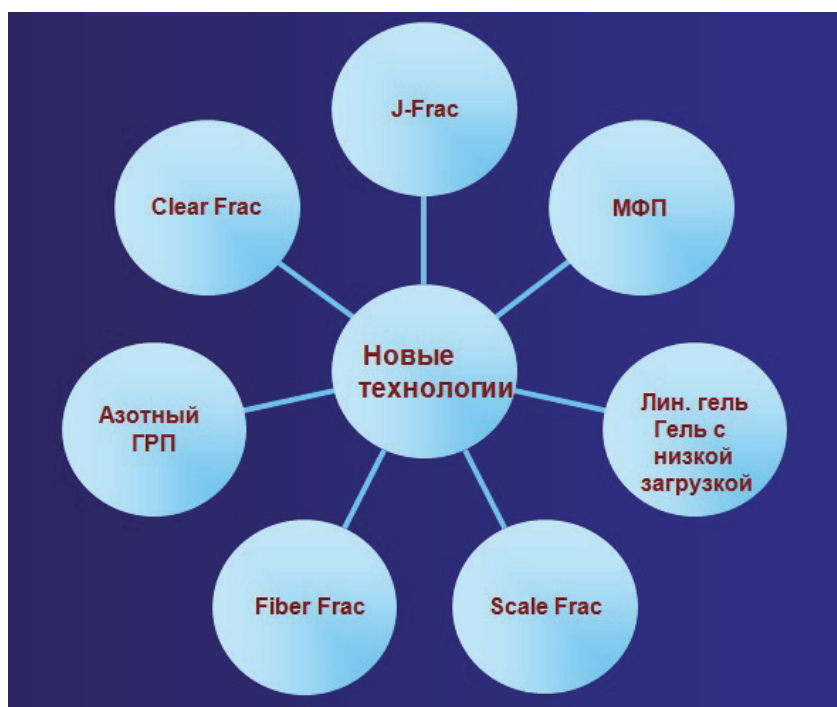 J-Frac
Clear Frac
МФП
Новые
технологии
Азотный
ГРП
Лин. гель
Гель с
низкой
загрузкой
Fiber Frac
Scale Frac